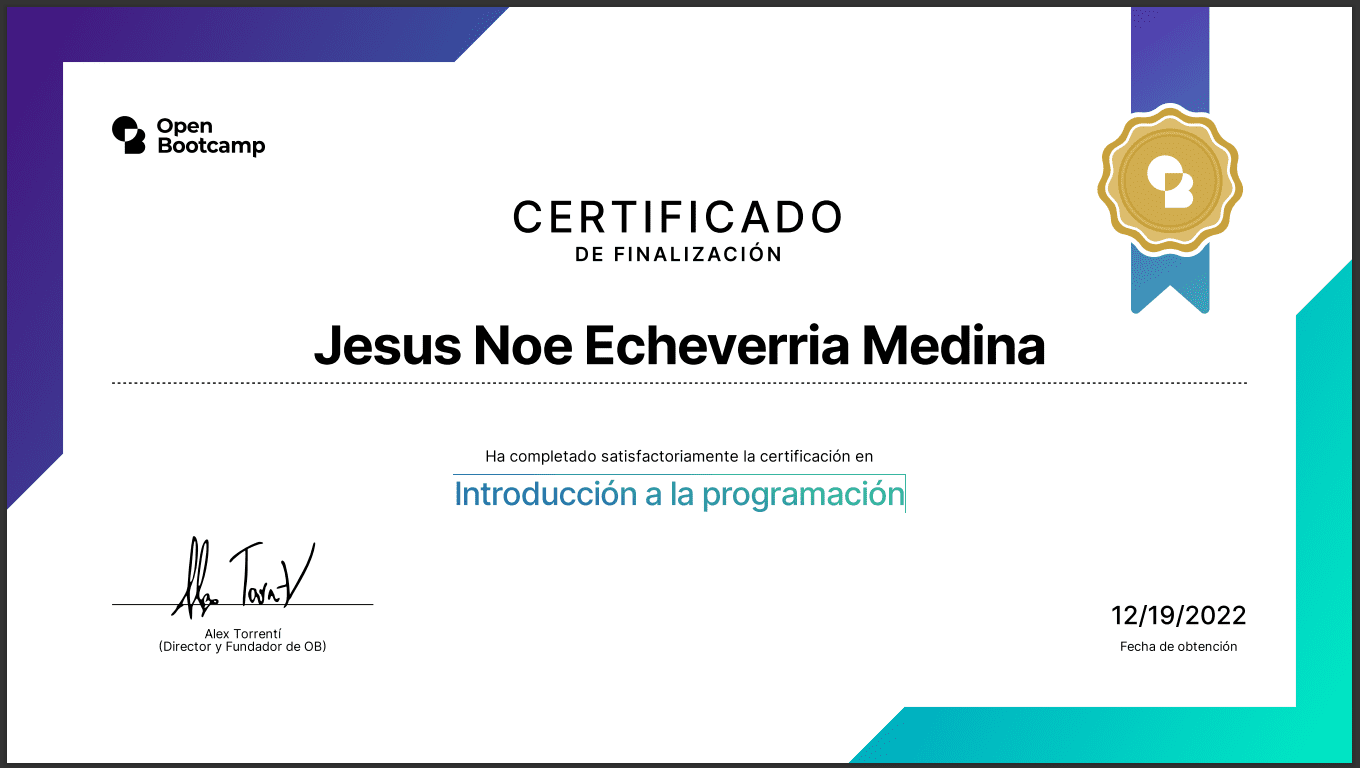 Open
Bootcamp
CERTIFICADO
DE FINALIZACIÓN
Jesus Noe Echeverria Medina
Ha completado satisfactoriamente la certificación en
Introducción a la programación
Alex Torrentí
(Director y Fundador de OB)
12/19/2022
Fecha de obtención